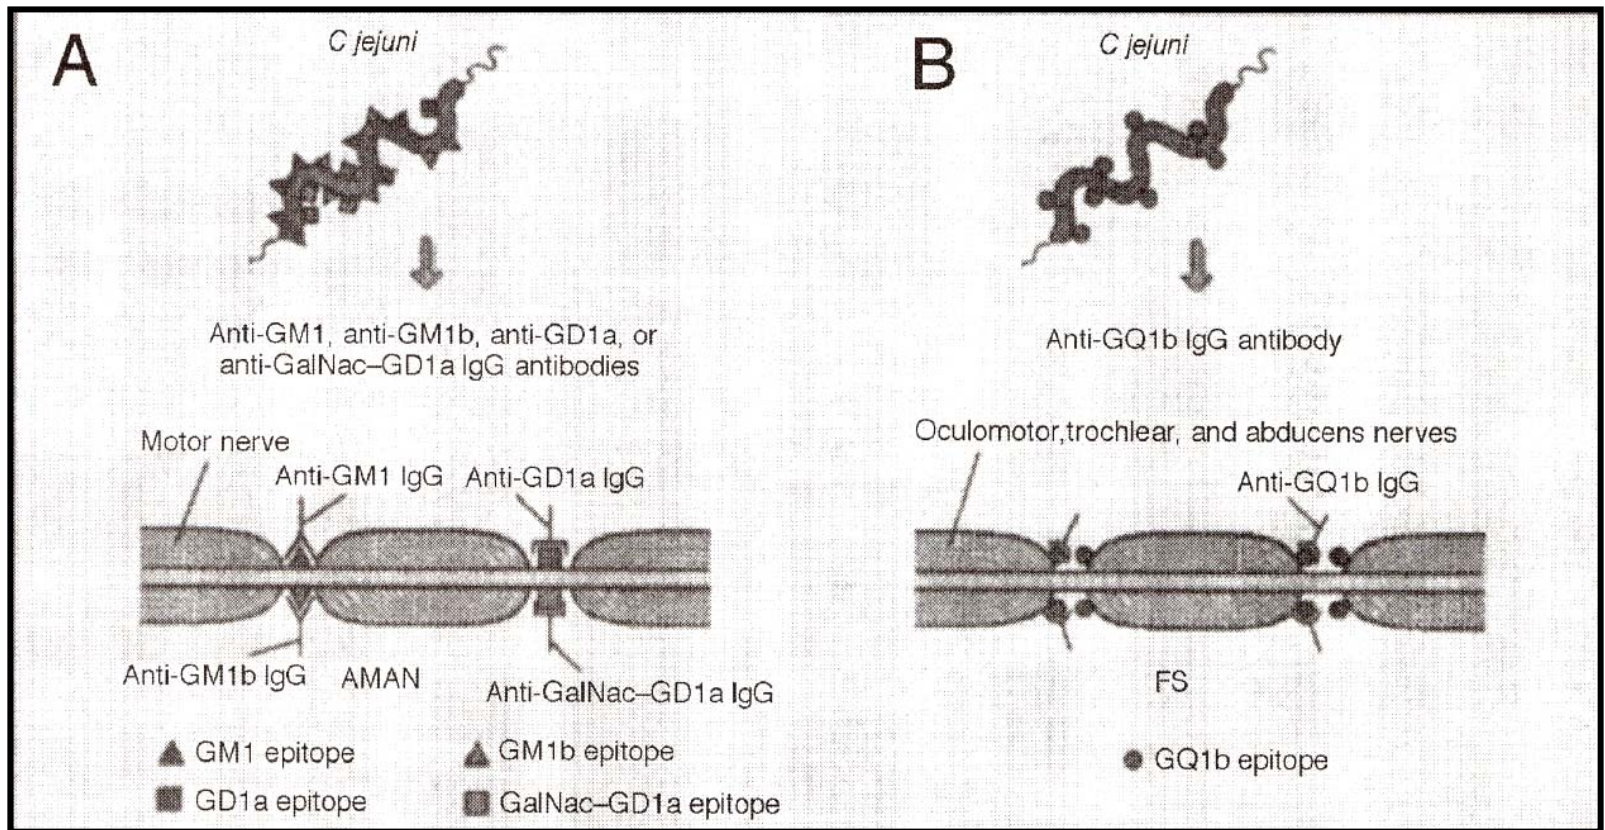 A
C jejuni
Anti-GM1, anti-GM1b, anti-GD1a, or
anti-GalNac–GD1a IgG antibodies
Motor nerve
Anti-GM1 IgG
Anti-GD1a IgG
Anti-GM1b IgG
AMAN
Anti-GalNac–GD1a IgG
GM1 epitope
GM1b epitope
GD1a epitope
GalNac–GD1a epitope
B
C jejuni
Anti-GQ1b IgG antibody
Oculomotor,trochlear, and abducens nerves
Anti-GQ1b IgG
FS
GQ1b epitope